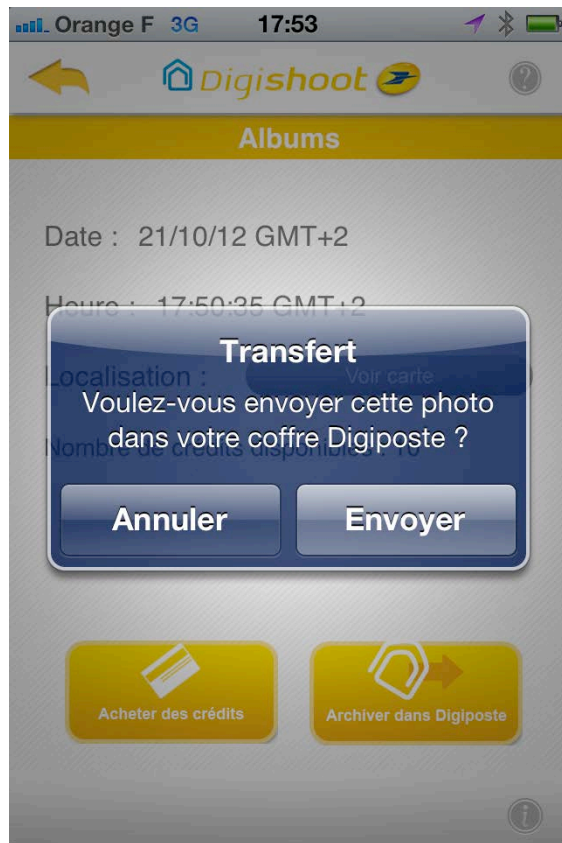 Orange F 3G 17:53
Digishoot
?
Albums
Date : 21/10/12 GMT+2
Heure : 17:50:35 GMT+2
Transfert
Localisation : Voir carte
Voulez-vous envoyer cette photo
dans votre coffre Digiposte ?
Nombre de crédits disponibles : 10
Annuler Envoyer
Acheter des crédits Archiver dans Digiposte
i